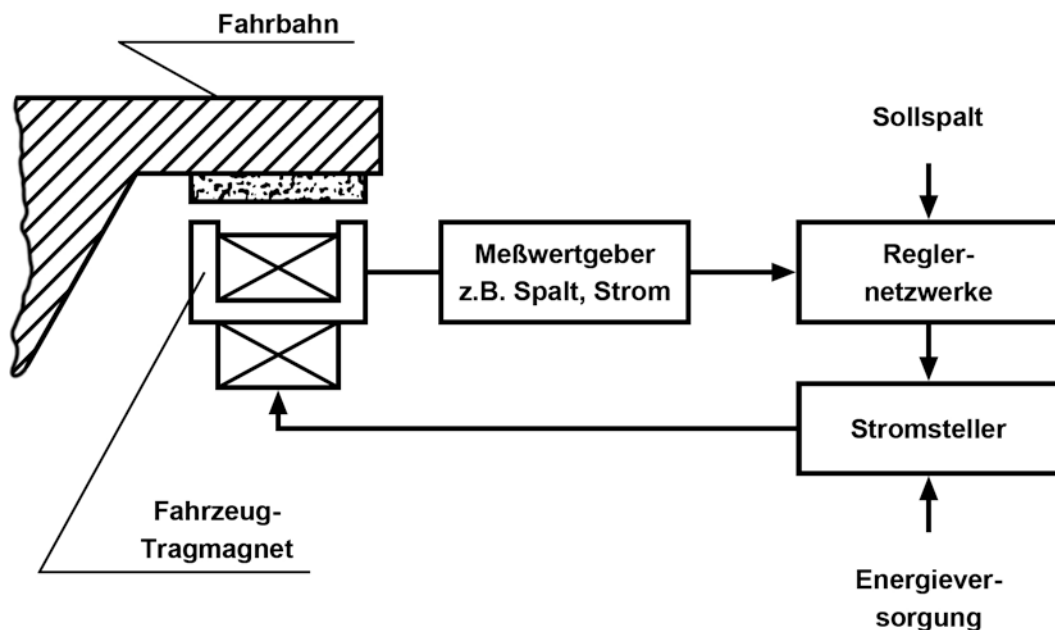 Fahrbahn
Sollspalt
Meßwertgeber
z.B. Spalt, Strom
Regler-
netzwerke
Stromsteller
Fahrzeug-
Tragmagnet
Energiever-
sorgung